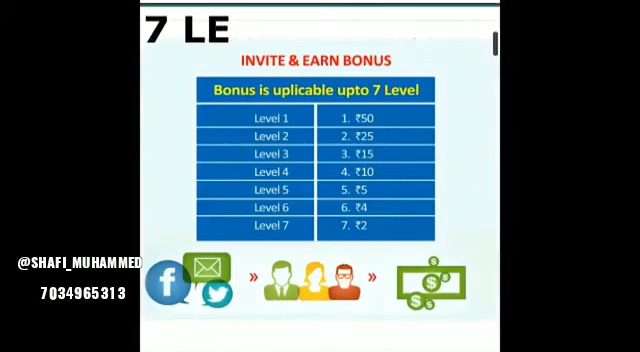 7 LE
INVITE & EARN BONUS
Bonus is uplicable upto 7 Level
Level 1 1. ₹50
Level 2 2. ₹25
Level 3 3. ₹15
Level 4 4. ₹10
Level 5 5. ₹5
Level 6 6. ₹4
Level 7 7. ₹2
@SHAFI_MUHAMMED
7034965313